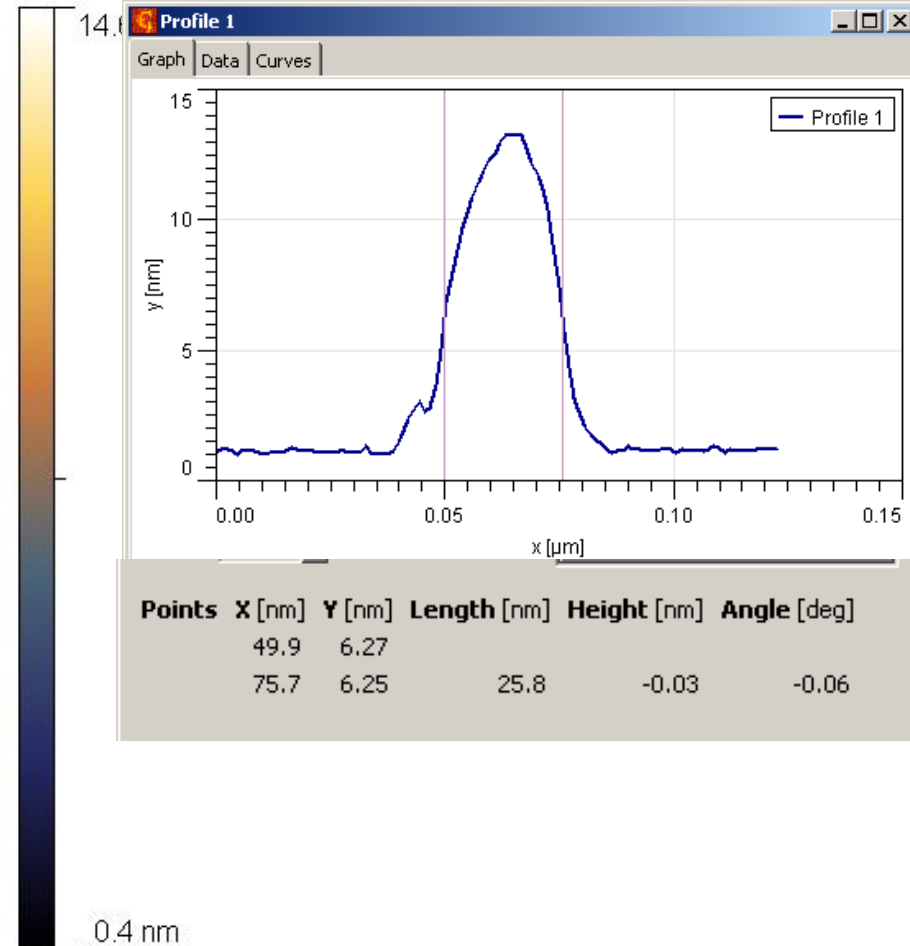 14.
Profile 1
Graph Data Curves
15
Profile 1
10
y [nm]
5
0
0.00 0.05 0.10 0.15
x [µm]
Points X [nm] Y [nm] Length [nm] Height [nm] Angle [deg]
49.9 6.27
75.7 6.25 25.8 -0.03 -0.06
0.4 nm